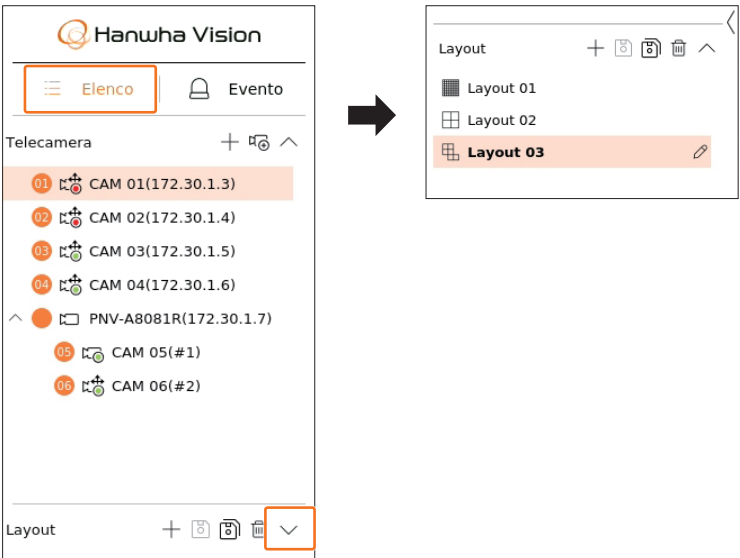 Hanwha Vision
Elenco
Evento
Telecamera
01 CAM 01(172.30.1.3)
02 CAM 02(172.30.1.4)
03 CAM 03(172.30.1.5)
04 CAM 04(172.30.1.6)
PNV-A8081R(172.30.1.7)
05 CAM 05(#1)
06 CAM 06(#2)
Layout
Layout
Layout 01
Layout 02
Layout 03